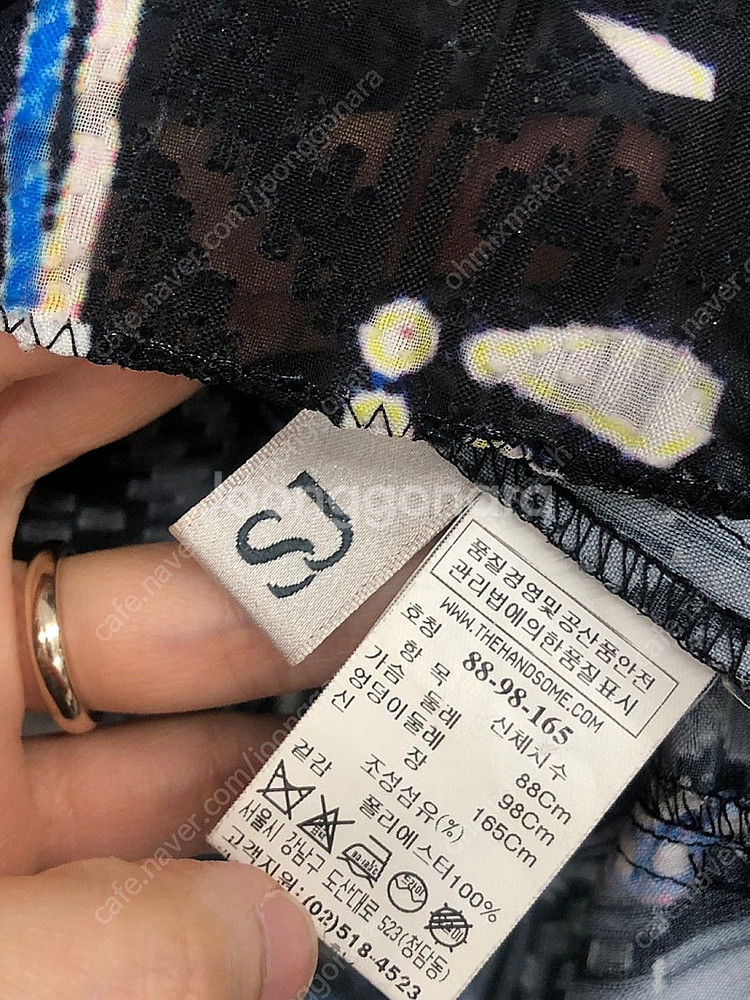 SJ
품질경영및공산품안전
관리법에의한품질표시
WWW.THEHANDSOME.COM
호칭 88-98-165
항목 신체치수
가슴둘레 88Cm
엉덩이둘레 98Cm
신장 165Cm
조성섬유(%)
겉감 폴리에스터100%
서울시 강남구 도산대로 523(청담동)
고객지원: (02)518-4523
joonggonara
cafe.naver.com/joonggonara
ohmixmatch